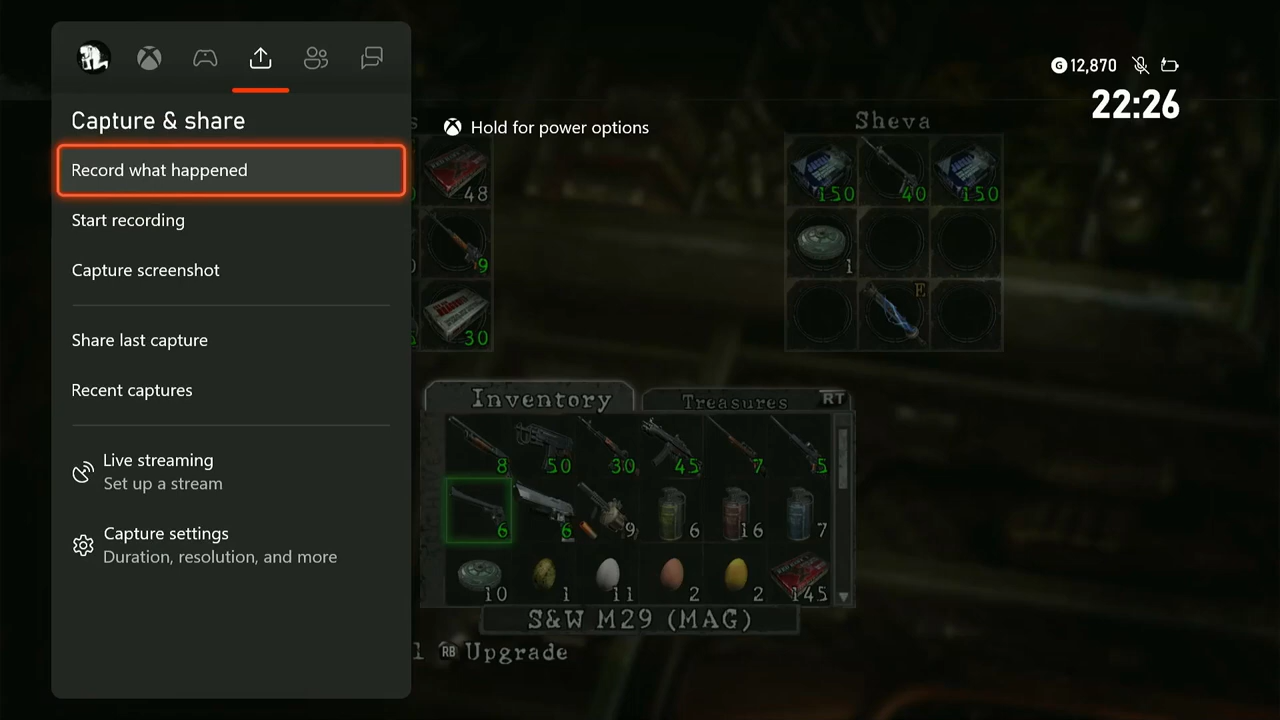 Capture & share
Record what happened
Start recording
Capture screenshot
Share last capture
Recent captures
Live streaming
Set up a stream
Capture settings
Duration, resolution, and more
Hold for power options
G 12,870
22:26
s
48
9
30
Sheva
150 40 150
1
E
Inventory
Treasures RT
8 50 30 45 7 5
6 6 9 6 16 7
10 1 11 2 2 145
S&W M29 (MAG)
RB Upgrade